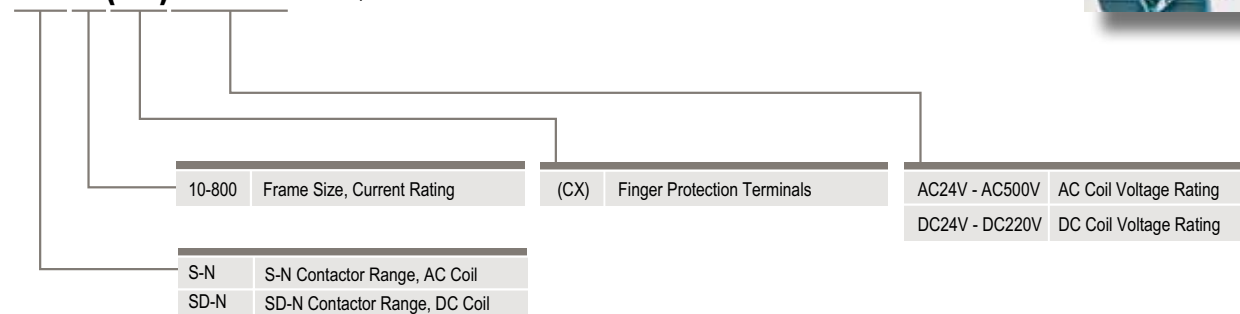 10-800 Frame Size, Current Rating
(CX) Finger Protection Terminals
AC24V - AC500V AC Coil Voltage Rating
DC24V - DC220V DC Coil Voltage Rating
S-N S-N Contactor Range, AC Coil
SD-N SD-N Contactor Range, DC Coil